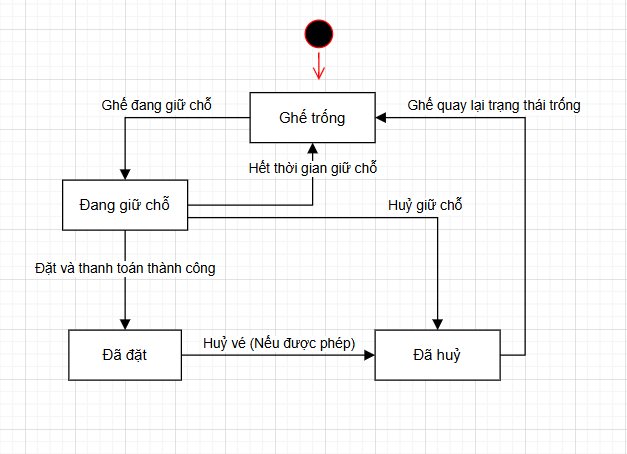 Ghế đang giữ chỗ
Ghế trống
Ghế quay lại trạng thái trống
Hết thời gian giữ chỗ
Đang giữ chỗ
Huỷ giữ chỗ
Đặt và thanh toán thành công
Đã đặt
Huỷ vé (Nếu được phép)
Đã huỷ